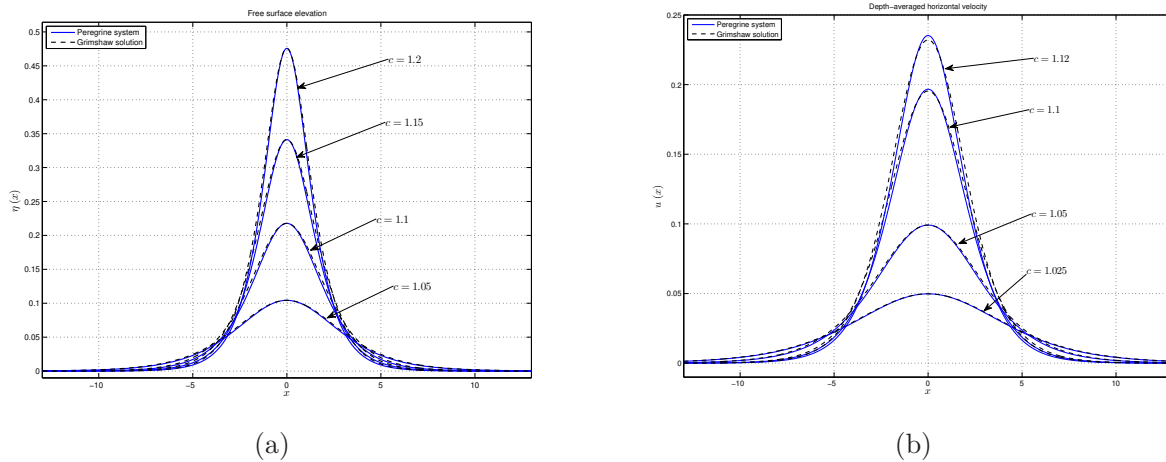 Free surface elevation
Peregrine system
Grimshaw solution
0.5
0.45
0.4
0.35
0.3
0.25
0.2
0.15
0.1
0.05
0
η (x)
c = 1.2
c = 1.15
c = 1.1
c = 1.05
−10 −5 0 5 10
x
(a)
Depth−averaged horizontal velocity
Peregrine system
Grimshaw solution
0.25
0.2
0.15
0.1
0.05
0
u (x)
c = 1.12
c = 1.1
c = 1.05
c = 1.025
−10 −5 0 5 10
x
(b)